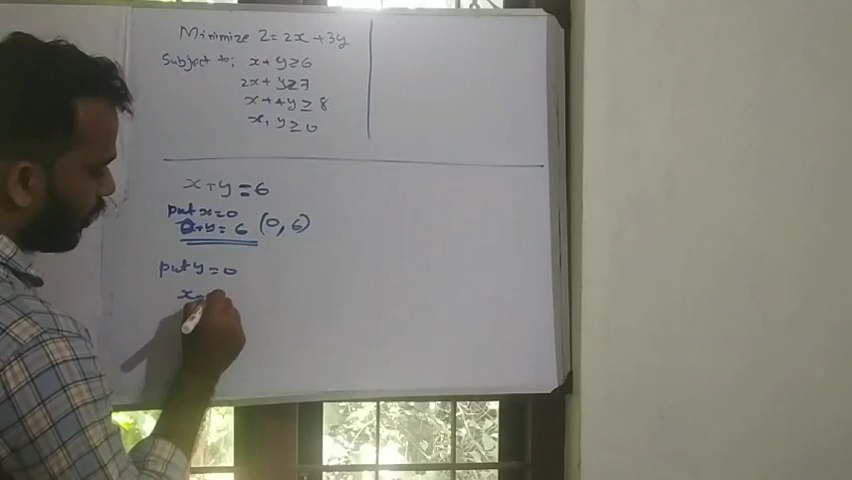 Minimize Z = 2x + 3y
Subject to: x + y ≥ 6
2x + y ≥ 7
x + 4y ≥ 8
x, y ≥ 0
x + y = 6
put x = 0
0 + y = 6 (0, 6)
put y = 0
x